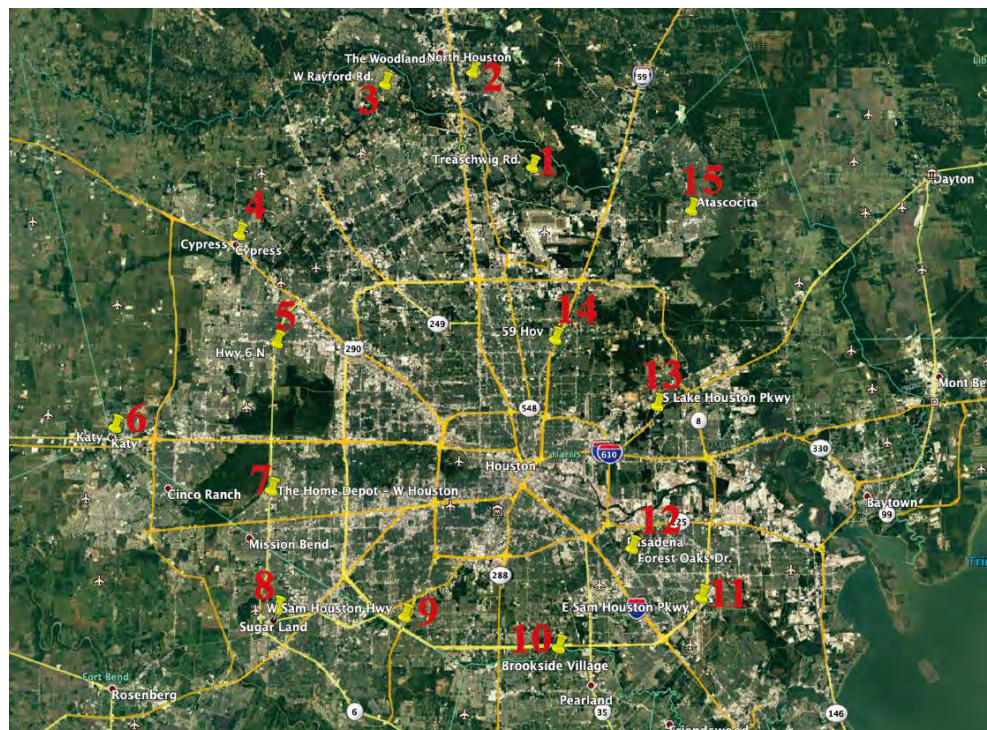 The Woodland
North Houston
2
59
W Rayford Rd.
3
Treaschwig Rd.
1
15
Dayton
Atascocita
4
Cypress
Cypress
14
5
249
59 Hov
Hwy 6 N
290
13
Mont Be
S Lake Houston Pkwy
548
8
6
Katy
Katy
330
Harris
610
Houston
7
The Home Depot - W Houston
Cinco Ranch
Baytown
99
12
225
Mission Bend
Pasadena
Forest Oaks Dr.
288
8
W Sam Houston Hwy
9
E Sam Houston Pkwy
11
Sugar Land
10
Brookside Village
Fort Bend
Rosenberg
Pearland
6
35
146
Friendswood